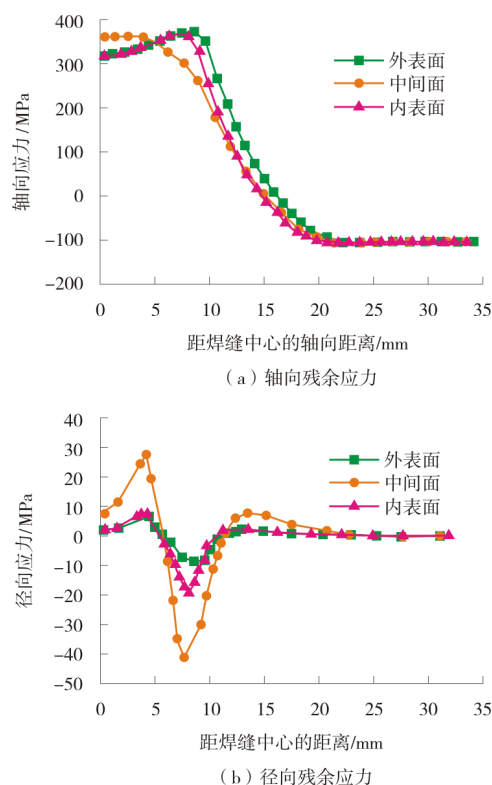 400
300
200
100
0
−100
−200
轴向应力/MPa
外表面
中间面
内表面
0 5 10 15 20 25 30 35
距焊缝中心的轴向距离/mm
（a）轴向残余应力
40
30
20
10
0
−10
−20
−30
−40
−50
径向应力/MPa
外表面
中间面
内表面
0 5 10 15 20 25 30 35
距焊缝中心的距离/mm
（b）径向残余应力